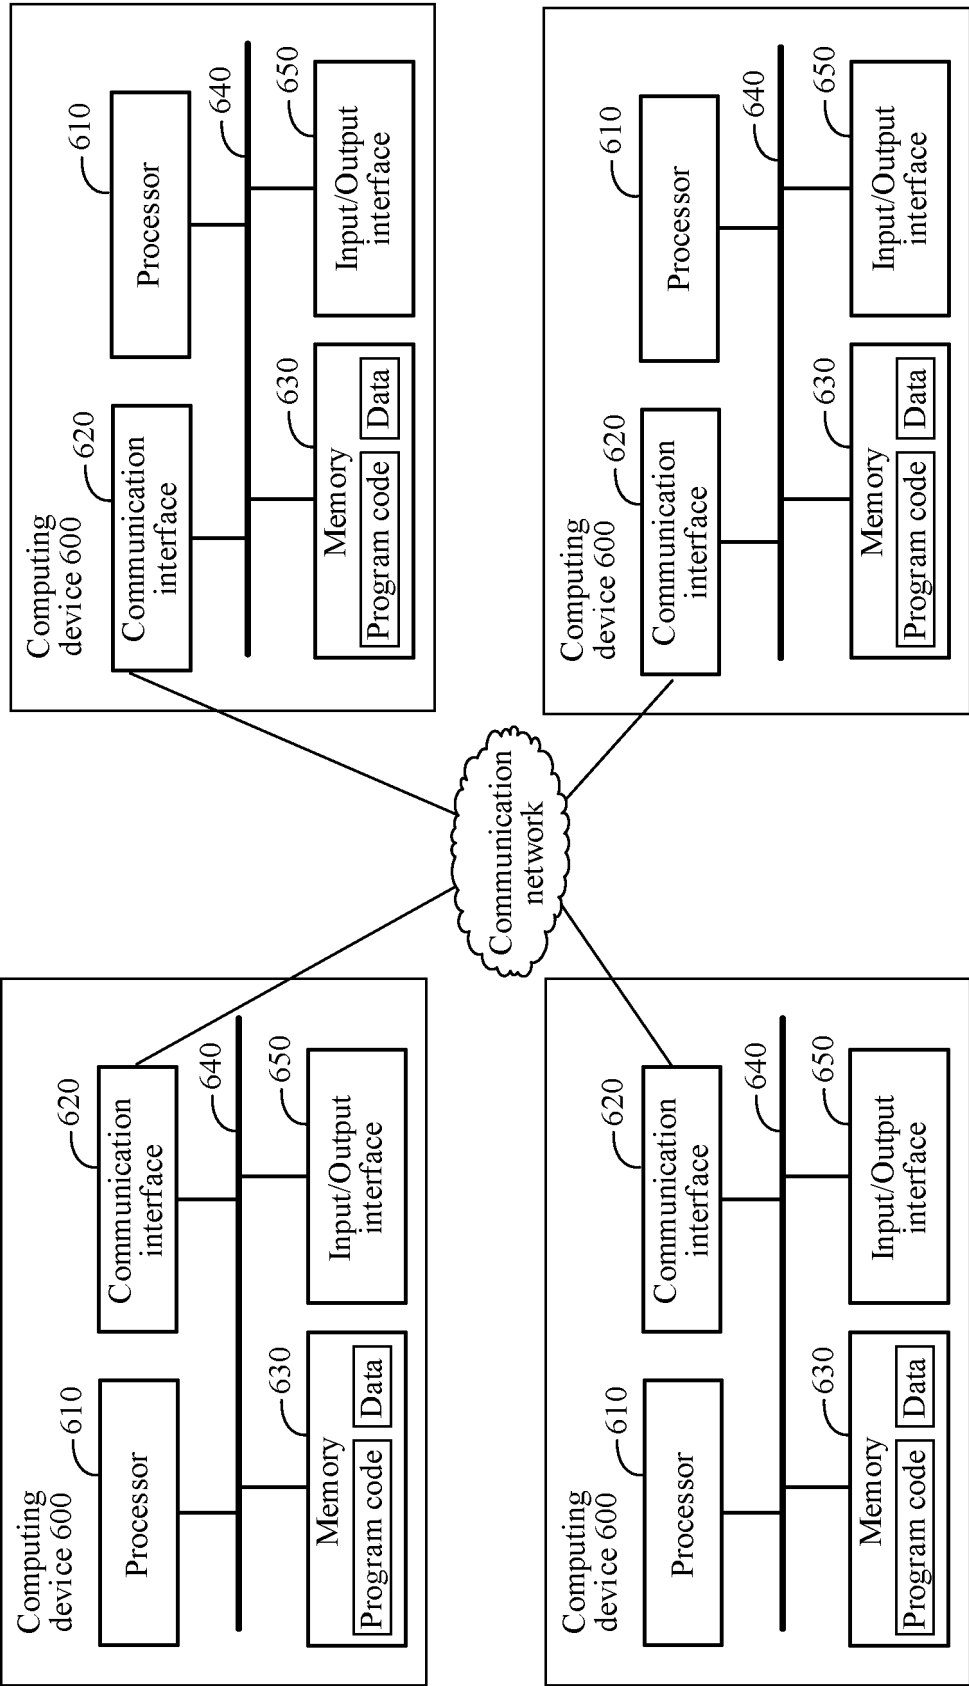 Computing
device 600
610
Processor
620
Communication
interface
640
630
Memory
Program code
Data
650
Input/Output
interface
Computing
device 600
620
Communication
interface
610
Processor
640
630
Memory
Program code
Data
650
Input/Output
interface
Communication
network
Computing
device 600
610
Processor
620
Communication
interface
640
630
Memory
Program code
Data
650
Input/Output
interface
Computing
device 600
620
Communication
interface
610
Processor
640
630
Memory
Program code
Data
650
Input/Output
interface